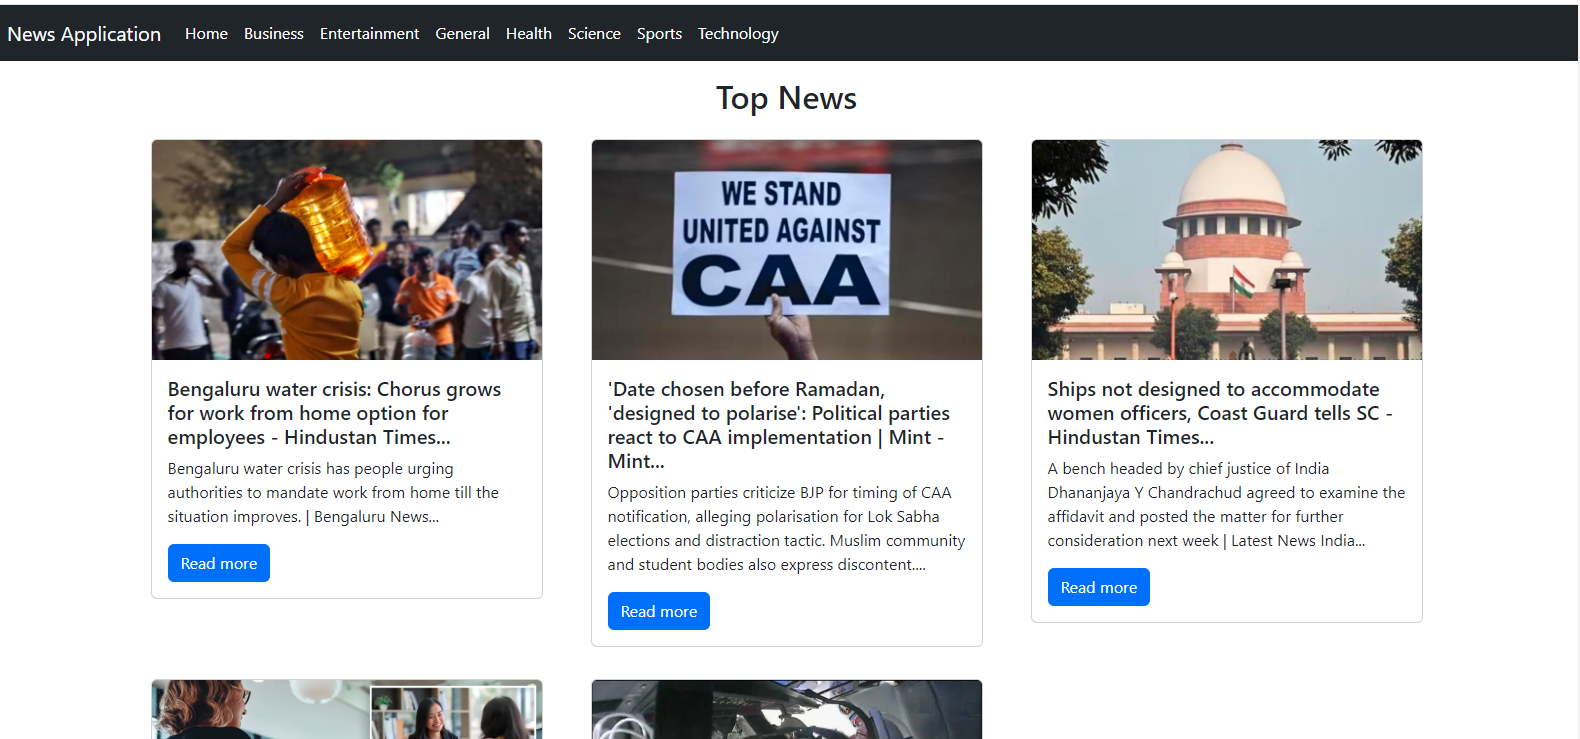 News Application Home Business Entertainment General Health Science Sports Technology
Top News
WE STAND
UNITED AGAINST
CAA
Bengaluru water crisis: Chorus grows
for work from home option for
employees - Hindustan Times...
Bengaluru water crisis has people urging
authorities to mandate work from home till the
situation improves. | Bengaluru News...
Read more
'Date chosen before Ramadan,
'designed to polarise': Political parties
react to CAA implementation | Mint -
Mint...
Opposition parties criticize BJP for timing of CAA
notification, alleging polarisation for Lok Sabha
elections and distraction tactic. Muslim community
and student bodies also express discontent....
Read more
Ships not designed to accommodate
women officers, Coast Guard tells SC -
Hindustan Times...
A bench headed by chief justice of India
Dhananjaya Y Chandrachud agreed to examine the
affidavit and posted the matter for further
consideration next week | Latest News India...
Read more